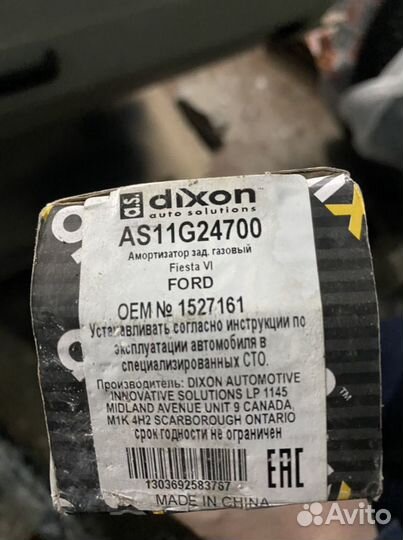 a.s dixon
auto solutions
AS11G24700
Амортизатор зад. газовый
Fiesta VI
FORD
OEM № 1527161
Устанавливать согласно инструкции по
эксплуатации автомобиля в
специализированных СТО.
Производитель: DIXON AUTOMOTIVE
INNOVATIVE SOLUTIONS LP 1145
MIDLAND AVENUE UNIT 9 CANADA,
M1K 4H2 SCARBOROUGH ONTARIO
срок годности не ограничен
EAC
1303692583767
MADE IN CHINA
TM
Avito